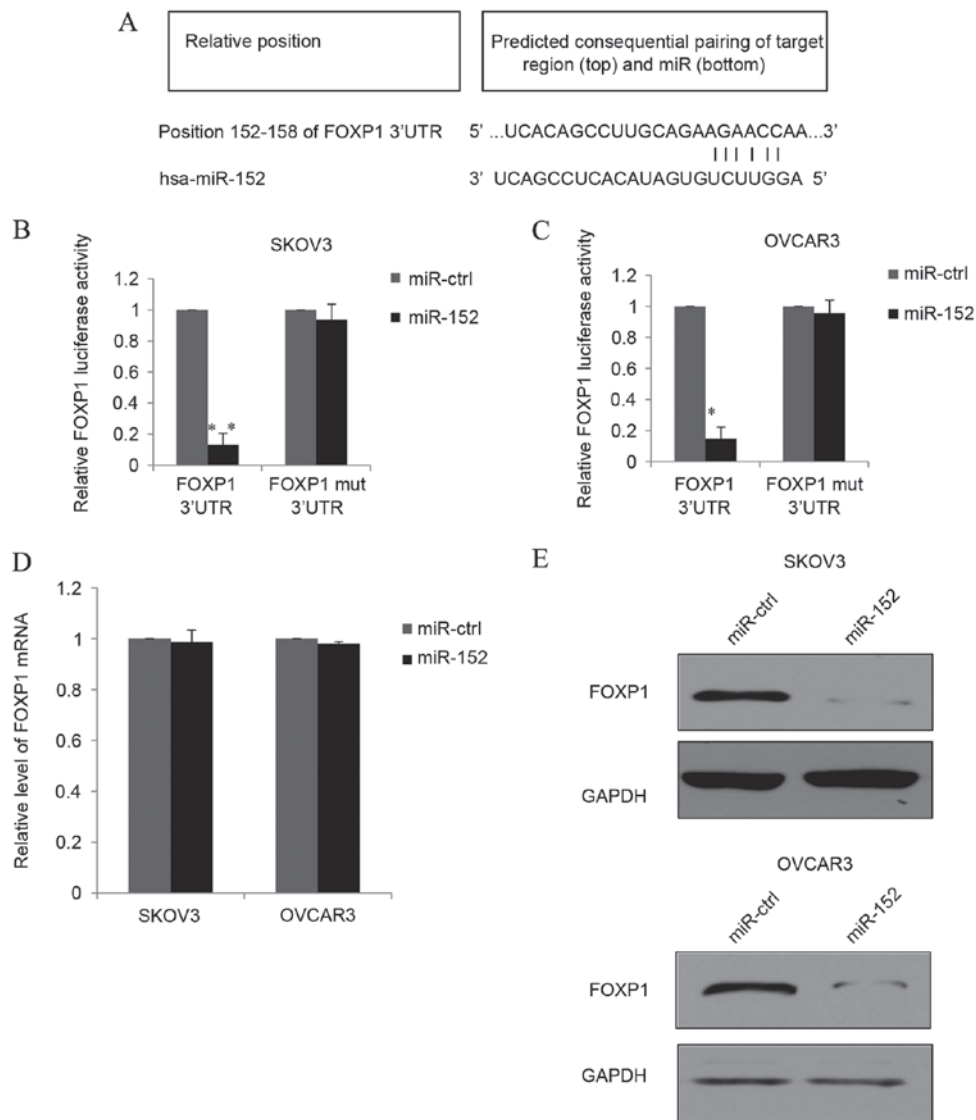 A
Relative position
Predicted consequential pairing of target
region (top) and miR (bottom)
Position 152-158 of FOXP1 3'UTR 5' ...UCACAGCCUUGCAGAAGAACCAA...3'
hsa-miR-152 3' UCAGCCUCACAUAGUGUCUUGGA 5'
B
SKOV3
Relative FOXP1 luciferase activity
1.2
1
0.8
0.6
0.4
0.2
0
* *
miR-ctrl
miR-152
FOXP1
3'UTR
FOXP1 mut
3'UTR
C
OVCAR3
Relative FOXP1 luciferase activity
1.2
1
0.8
0.6
0.4
0.2
0
*
miR-ctrl
miR-152
FOXP1
3'UTR
FOXP1 mut
3'UTR
D
Relative level of FOXP1 mRNA
1.2
1
0.8
0.6
0.4
0.2
0
miR-ctrl
miR-152
SKOV3
OVCAR3
E
SKOV3
miR-ctrl
miR-152
FOXP1
GAPDH
OVCAR3
miR-ctrl
miR-152
FOXP1
GAPDH